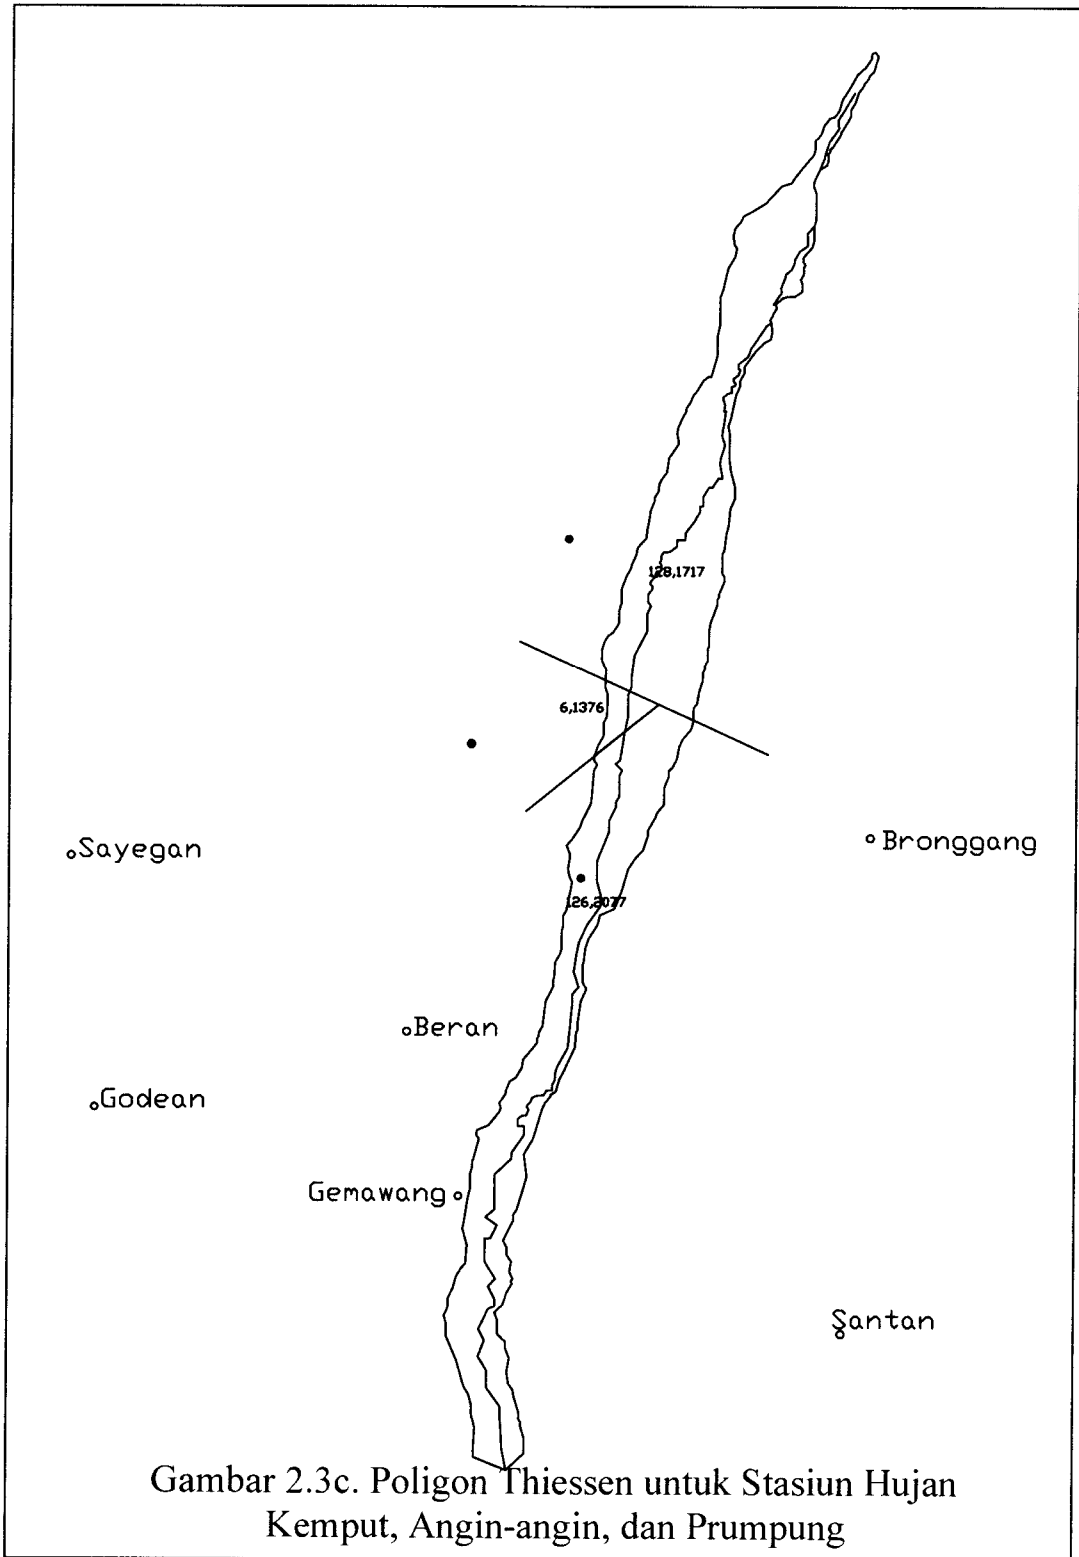 128,1717
6,1376
Sayegan
Bronggang
126,2077
Beran
Godean
Gemawang
Santan
Gambar 2.3c. Poligon Thiessen untuk Stasiun Hujan
Kemput, Angin-angin, dan Prumpung